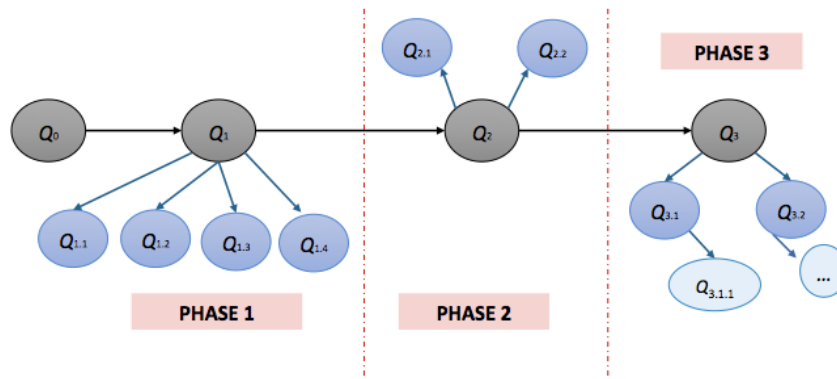 Q2.1
Q2.2
PHASE 3
Q0
Q1
Q2
Q3
Q3.1
Q3.2
Q1.1
Q1.2
Q1.3
Q1.4
Q3.1.1
...
PHASE 1
PHASE 2